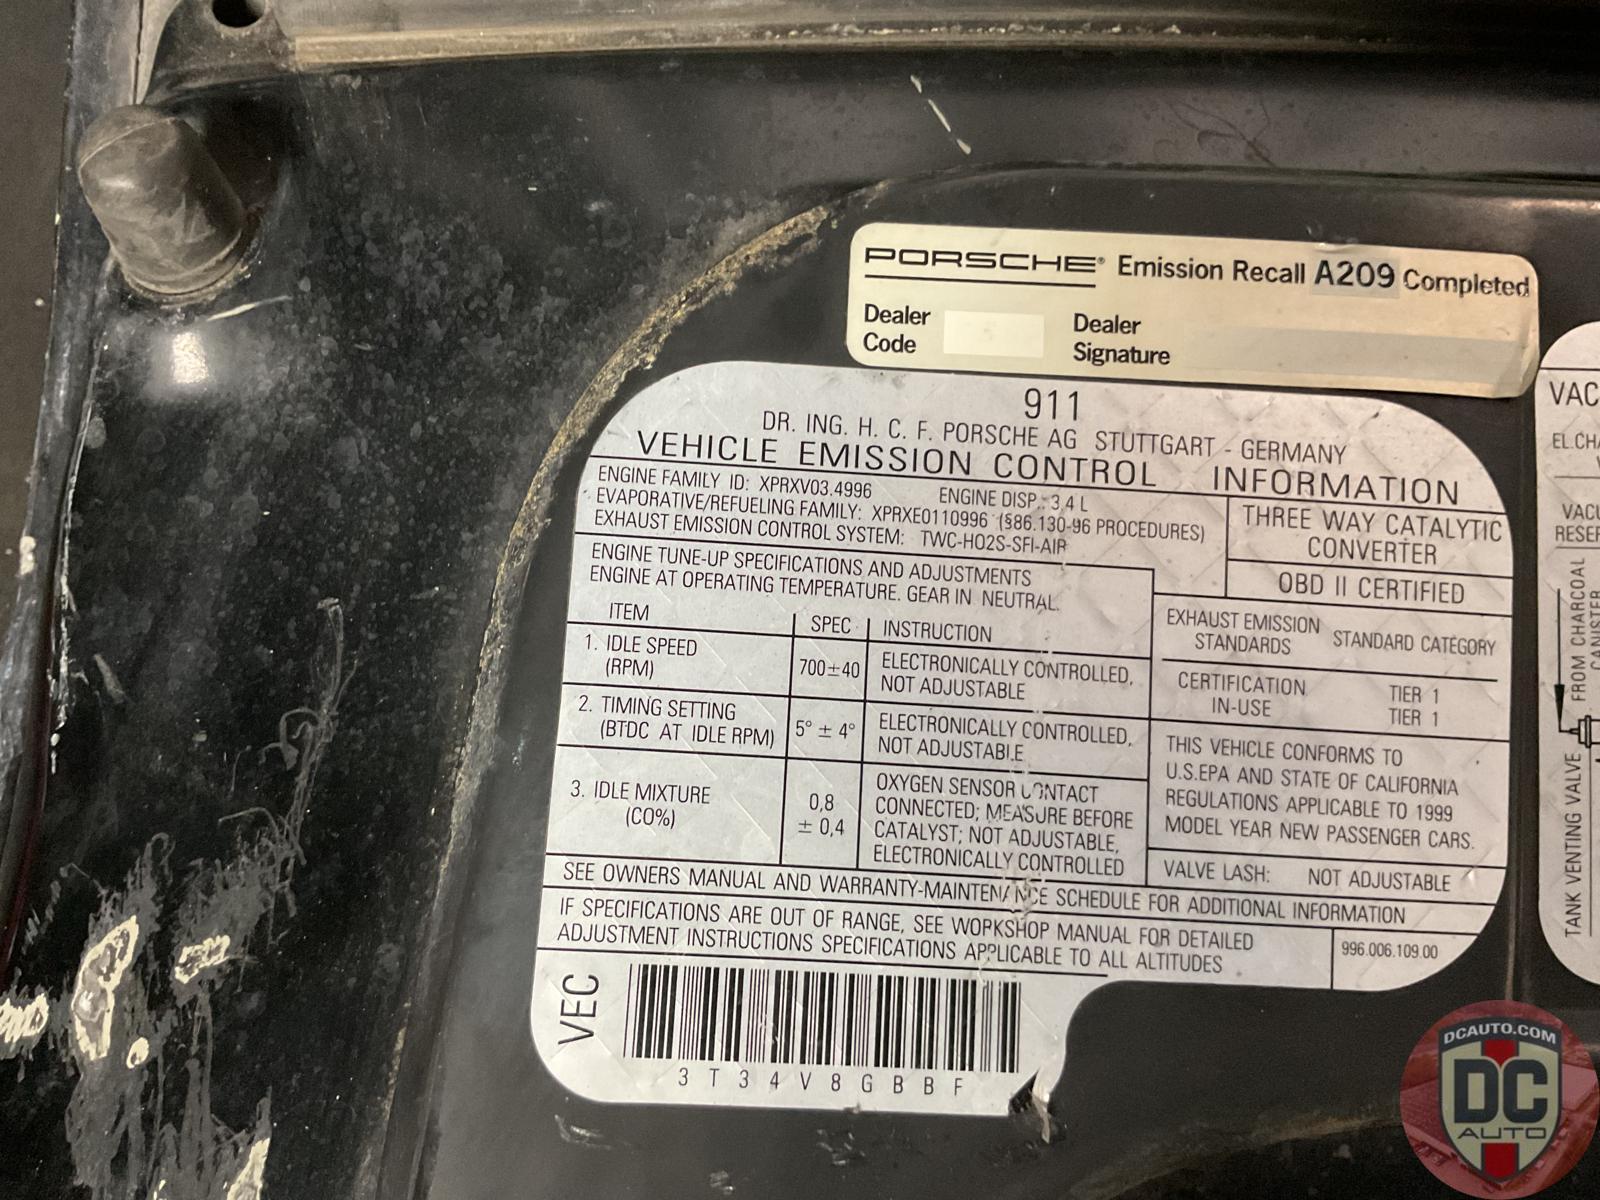 PORSCHE® Emission Recall A209 Completed
Dealer Code
Dealer Signature
911
DR. ING. H. C. F. PORSCHE AG STUTTGART - GERMANY
VEHICLE EMISSION CONTROL INFORMATION
ENGINE FAMILY ID: XPRXV03.4996 ENGINE DISP.: 3,4 L
EVAPORATIVE/REFUELING FAMILY: XPRXE0110996 (§86.130-96 PROCEDURES)
EXHAUST EMISSION CONTROL SYSTEM: TWC-HO2S-SFI-AIR
THREE WAY CATALYTIC
CONVERTER
OBD II CERTIFIED
ENGINE TUNE-UP SPECIFICATIONS AND ADJUSTMENTS
ENGINE AT OPERATING TEMPERATURE. GEAR IN NEUTRAL.
ITEM SPEC INSTRUCTION
1. IDLE SPEED
(RPM)
700±40
ELECTRONICALLY CONTROLLED,
NOT ADJUSTABLE
2. TIMING SETTING
(BTDC AT IDLE RPM)
5° ± 4°
ELECTRONICALLY CONTROLLED,
NOT ADJUSTABLE
3. IDLE MIXTURE
(CO%)
0,8
± 0,4
OXYGEN SENSOR CONTACT
CONNECTED; MEASURE BEFORE
CATALYST; NOT ADJUSTABLE,
ELECTRONICALLY CONTROLLED
EXHAUST EMISSION
STANDARDS
STANDARD CATEGORY
CERTIFICATION TIER 1
IN-USE TIER 1
THIS VEHICLE CONFORMS TO
U.S.EPA AND STATE OF CALIFORNIA
REGULATIONS APPLICABLE TO 1999
MODEL YEAR NEW PASSENGER CARS.
VALVE LASH: NOT ADJUSTABLE
SEE OWNERS MANUAL AND WARRANTY-MAINTENANCE SCHEDULE FOR ADDITIONAL INFORMATION
IF SPECIFICATIONS ARE OUT OF RANGE, SEE WORKSHOP MANUAL FOR DETAILED
ADJUSTMENT INSTRUCTIONS SPECIFICATIONS APPLICABLE TO ALL ALTITUDES
996.006.109.00
VEC
3T34V8GBBF
VAC
EL.CHA
VACU
RESER
FROM CHARCOAL
CANISTER
TANK VENTING VALVE
DCAUTO.COM
DC
AUTO